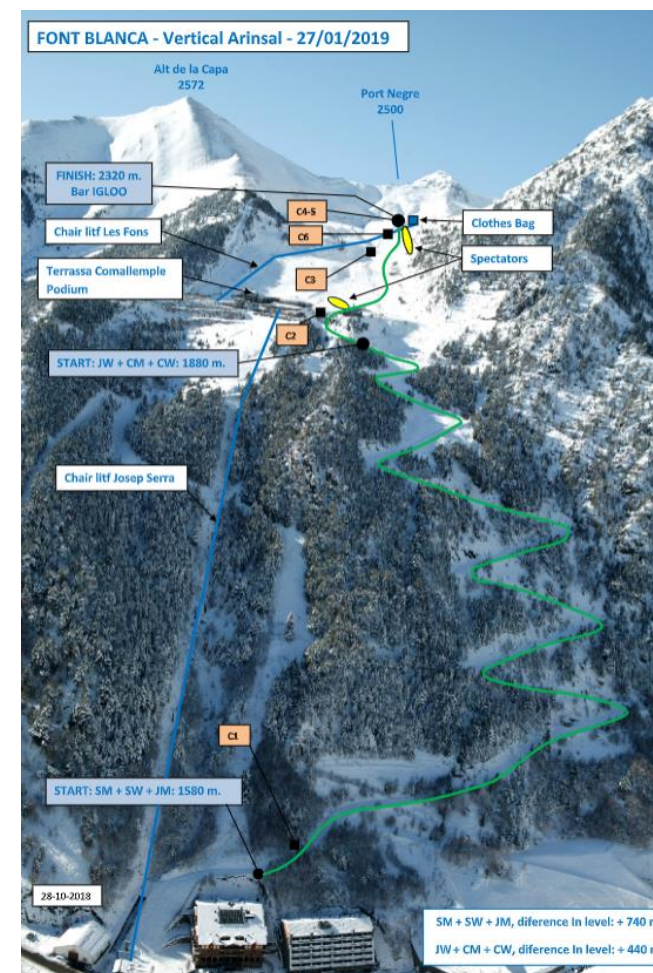 FONT BLANCA - Vertical Arinsal - 27/01/2019
Alt de la Capa
2572
Port Negre
2500
FINISH: 2320 m.
Bar IGLOO
C4-5
Clothes Bag
Chair litf Les Fons
C6
Spectators
Terrassa Comallemple
Podium
C3
C2
START: JW + CM + CW: 1880 m.
Chair litf Josep Serra
C1
START: SM + SW + JM: 1580 m.
28-10-2018
SM + SW + JM, diference In level: + 740 m
JW + CM + CW, diference In level: + 440 m